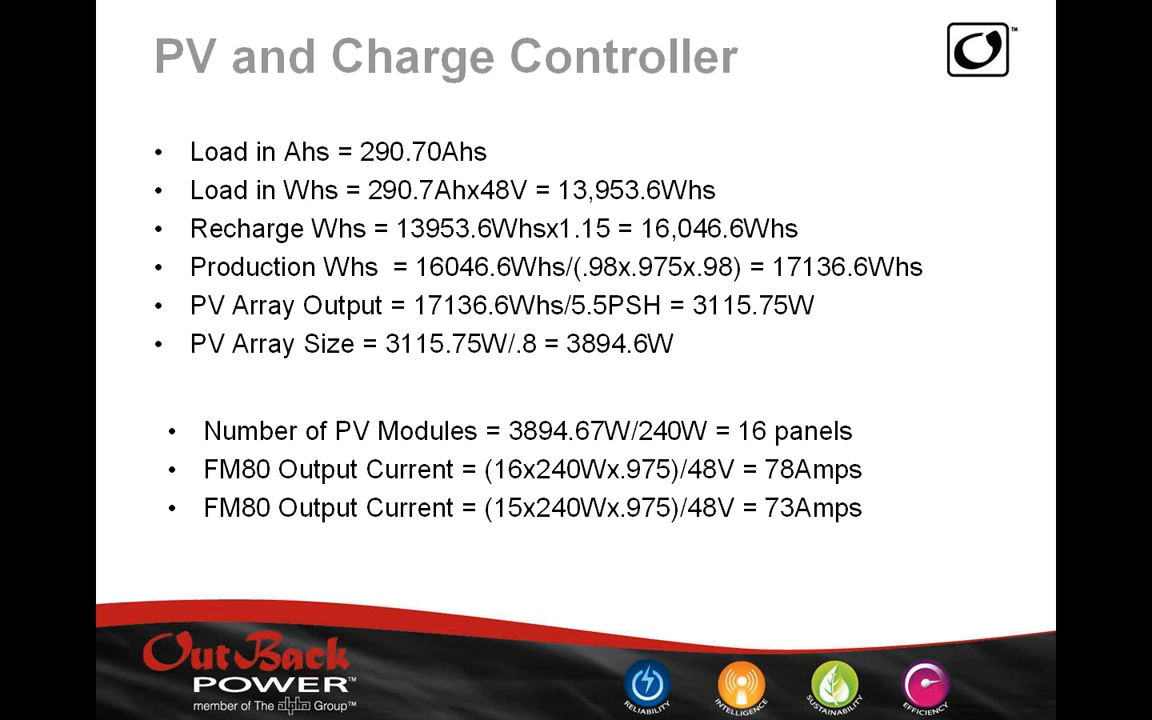 PV and Charge Controller
TM
• Load in Ahs = 290.70Ahs
• Load in Whs = 290.7Ahx48V = 13,953.6Whs
• Recharge Whs = 13953.6Whsx1.15 = 16,046.6Whs
• Production Whs = 16046.6Whs/(.98x.975x.98) = 17136.6Whs
• PV Array Output = 17136.6Whs/5.5PSH = 3115.75W
• PV Array Size = 3115.75W/.8 = 3894.6W
• Number of PV Modules = 3894.67W/240W = 16 panels
• FM80 Output Current = (16x240Wx.975)/48V = 78Amps
• FM80 Output Current = (15x240Wx.975)/48V = 73Amps
OutBack
POWER™
member of The alpha Group™
RELIABILITY
INTELLIGENCE
SUSTAINABILITY
EFFICIENCY